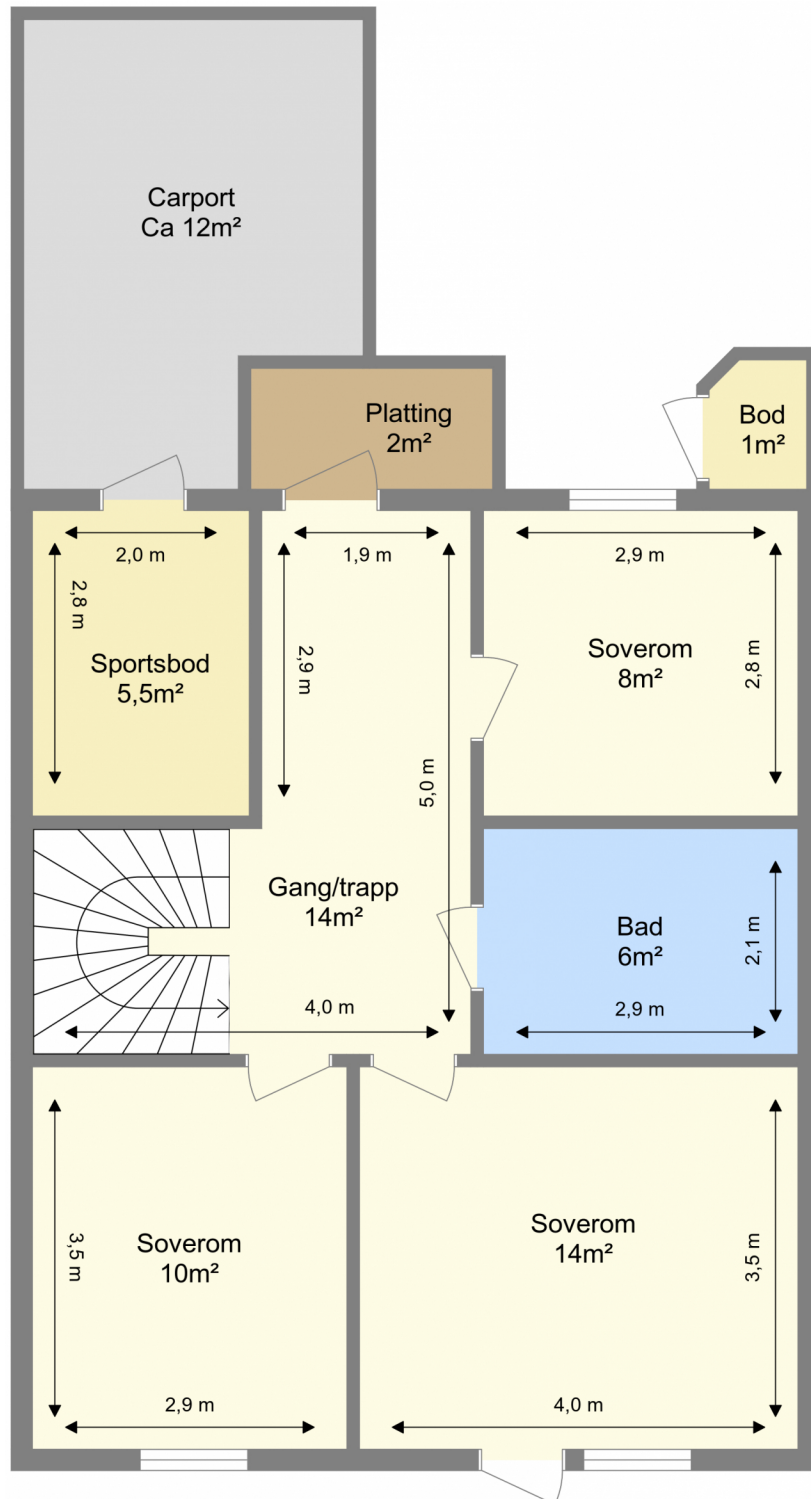 Carport
Ca 12m²
Platting
2m²
Bod
1m²
2,0 m
1,9 m
2,9 m
2,8 m
Sportsbod
5,5m²
2,9 m
Soverom
8m²
2,8 m
5,0 m
Gang/trapp
14m²
4,0 m
Bad
6m²
2,1 m
2,9 m
3,5 m
Soverom
10m²
2,9 m
Soverom
14m²
3,5 m
4,0 m